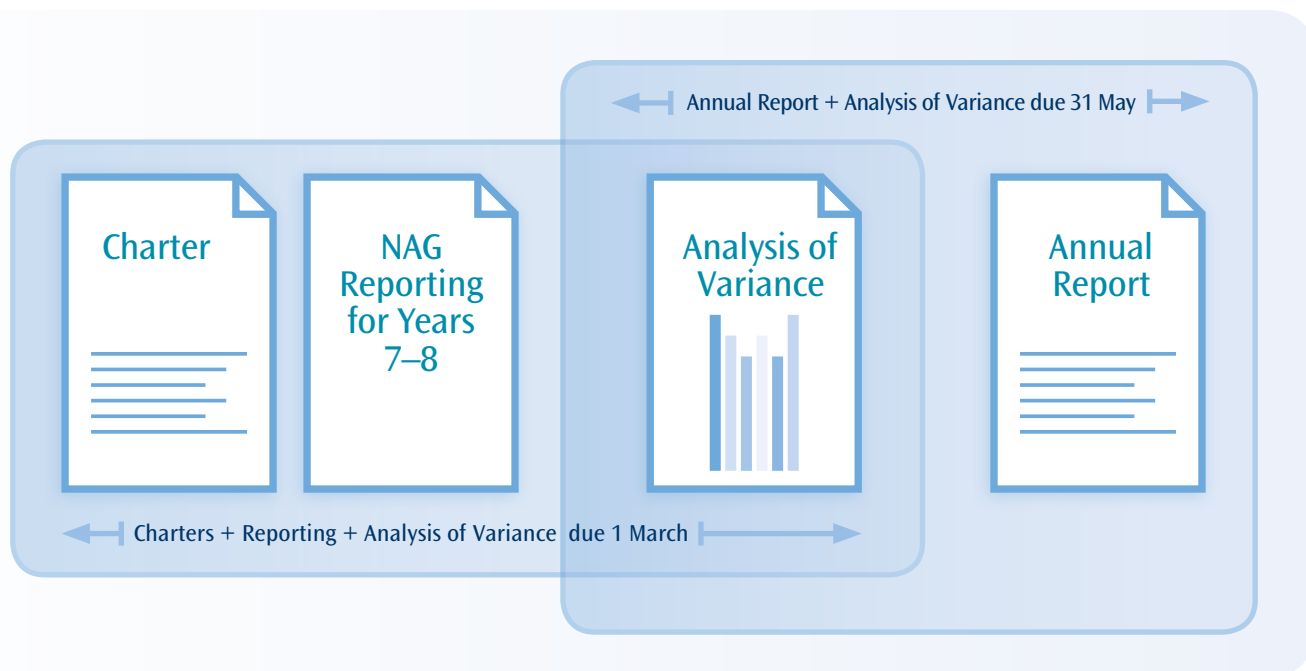 Annual Report + Analysis of Variance due 31 May
Charter
NAG
Reporting
for Years
7–8
Analysis of
Variance
Annual
Report
Charters + Reporting + Analysis of Variance due 1 March